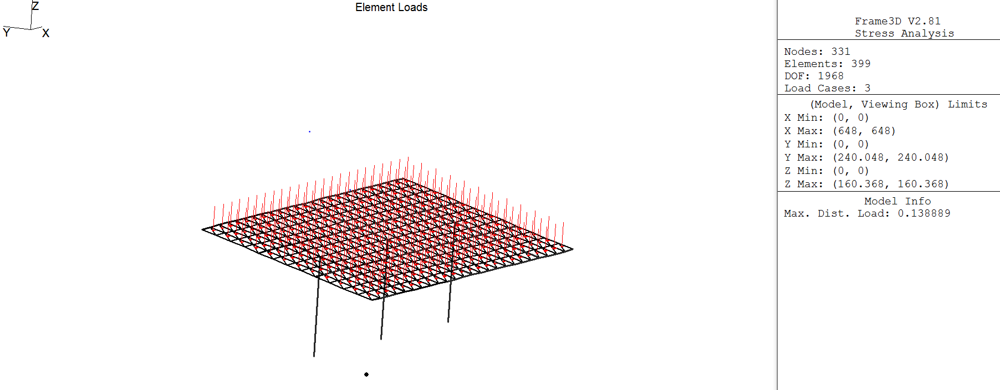 Element Loads
Z
Y
X
Frame3D V2.81
Stress Analysis
Nodes: 331
Elements: 399
DOF: 1968
Load Cases: 3
(Model, Viewing Box) Limits
X Min: (0, 0)
X Max: (648, 648)
Y Min: (0, 0)
Y Max: (240.048, 240.048)
Z Min: (0, 0)
Z Max: (160.368, 160.368)
Model Info
Max. Dist. Load: 0.138889